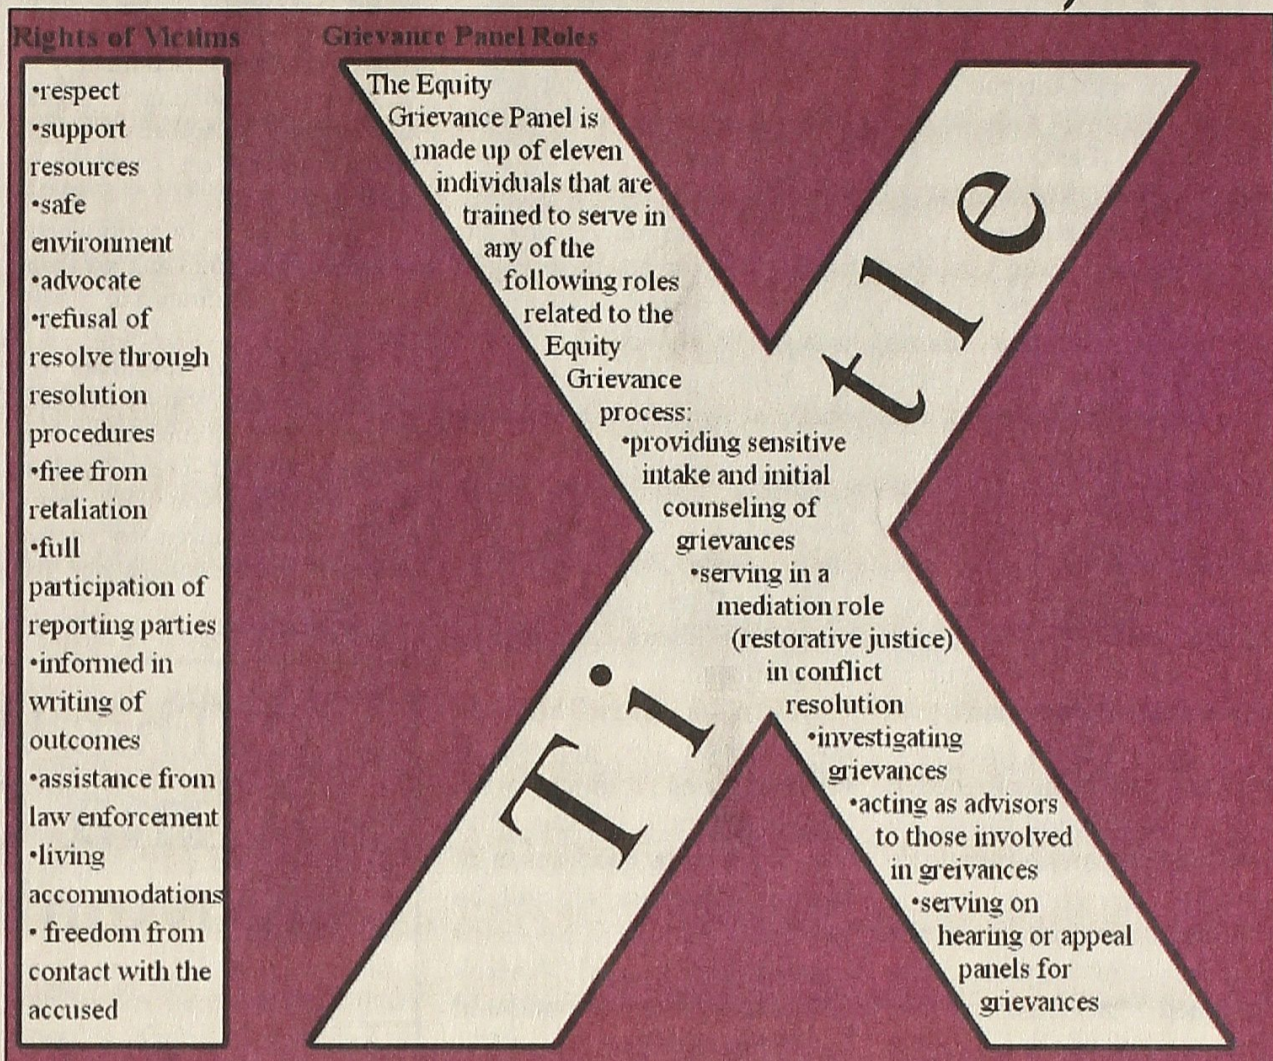 Rights of Victims
•respect
•support
resources
•safe
environment
•advocate
•refusal of
resolve through
resolution
procedures
•free from
retaliation
•full
participation of
reporting parties
•informed in
writing of
outcomes
•assistance from
law enforcement
•living
accommodations
• freedom from
contact with the
accused
Grievance Panel Roles
The Equity
Grievance Panel is
made up of eleven
individuals that are
trained to serve in
any of the
following roles
related to the
Equity
Grievance
process:
•providing sensitive
intake and initial
counseling of
grievances
•serving in a
mediation role
(restorative justice)
in conflict
resolution
•investigating
grievances
•acting as advisors
to those involved
in greivances
•serving on
hearing or appeal
panels for
grievances
Title